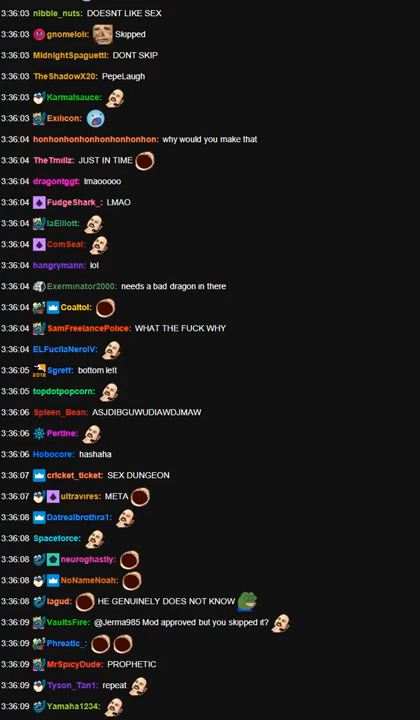 3:36:03 nibble_nuts: DOESNT LIKE SEX
3:36:03 gnomeloli: Skipped
3:36:03 MidnightSpaguetti: DONT SKIP
3:36:03 TheShadowX20: PepeLaugh
3:36:03 Karmalsauce:
3:36:03 Exilicon:
3:36:04 honhonhonhonhonhonhonhon: why would you make that
3:36:04 TheTmillz: JUST IN TIME
3:36:04 dragontggt: lmaooooo
3:36:04 FudgeShark_: LMAO
3:36:04 laElliott:
3:36:04 ComSeal:
3:36:04 hangrymann: lol
3:36:04 Exerminator2000: needs a bad dragon in there
3:36:04 Coaltol:
3:36:04 SamFreelancePolice: WHAT THE FUCK WHY
3:36:04 ELFucilaNerolV:
3:36:05 Sgreff: bottom left
3:36:05 topdotpopcorn:
3:36:06 Spleen_Bean: ASJDIBGUWUDIAWDJMAW
3:36:06 Pertine:
3:36:06 Hobocore: hashaha
3:36:07 cricket_ticket: SEX DUNGEON
3:36:07 ultravires: META
3:36:08 Datrealbrothra1:
3:36:08 Spaceforce:
3:36:08 neuroghastly:
3:36:08 NoNameNoah:
3:36:08 lagud: HE GENUINELY DOES NOT KNOW
3:36:09 VaultsFire: @Jerma985 Mod approved but you skipped it?
3:36:09 Phreatic_:
3:36:09 MrSpicyDude: PROPHETIC
3:36:09 Tyson_Tan1: repeat
3:36:09 Yamaha1234: